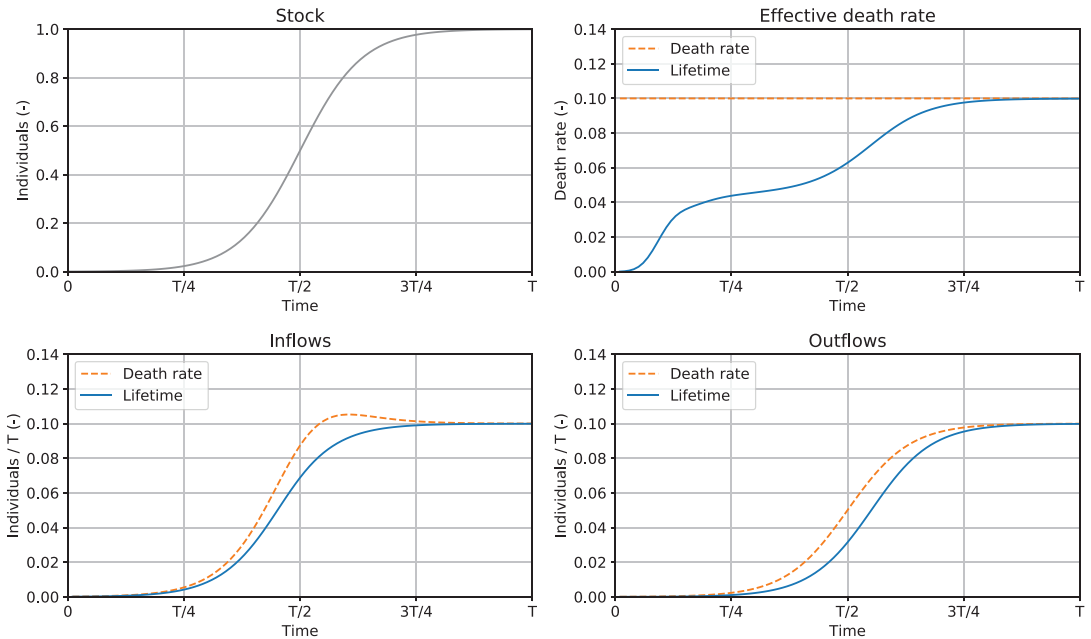 Stock
Individuals (-)
1.0
0.8
0.6
0.4
0.2
0.0
0
T/4
T/2
3T/4
T
Time
Effective death rate
Death rate
Lifetime
Death rate (-)
0.14
0.12
0.10
0.08
0.06
0.04
0.02
0.00
0
T/4
T/2
3T/4
T
Time
Inflows
Death rate
Lifetime
Individuals / T (-)
0.14
0.12
0.10
0.08
0.06
0.04
0.02
0.00
0
T/4
T/2
3T/4
T
Time
Outflows
Death rate
Lifetime
Individuals / T (-)
0.14
0.12
0.10
0.08
0.06
0.04
0.02
0.00
0
T/4
T/2
3T/4
T
Time